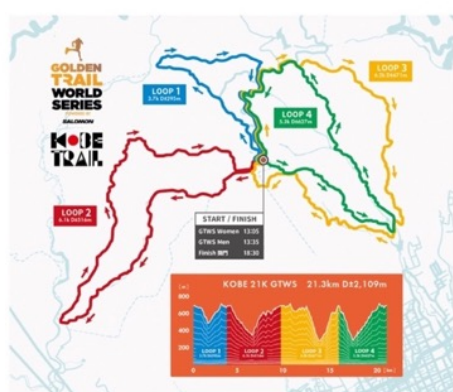 GOLDEN
TRAIL
WORLD
SERIES
SALOMON
KOBE
TRAIL
LOOP 1
LOOP 2
LOOP 3
LOOP 4
START / FINISH
GTWS Women 13:05
GTWS Men 13:35
Finish 閉門 18:30
KOBE 21K GTWS 21.3km D±2,109m
800
600
400
200
LOOP 1
LOOP 2
LOOP 3
LOOP 4
0 5 10 15 20